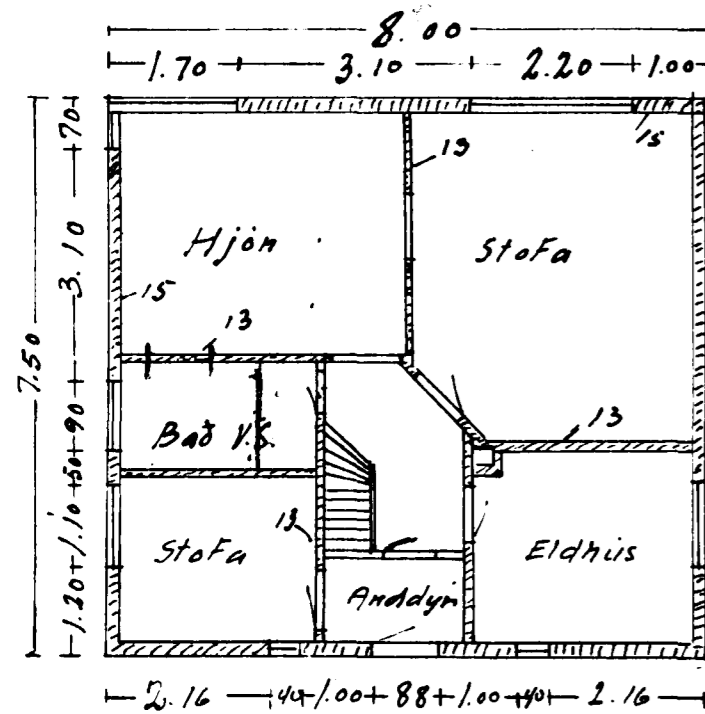 8.00
1.70 3.10 2.20 1.00
15
13
Hjón
Stofa
15
13
Bað V.S.
13
Stofa
13
Eldhús
Anddyri
7.50
70 3.10 90 50 1.10 1.20
2.16 40 1.00 88 1.00 40 2.16